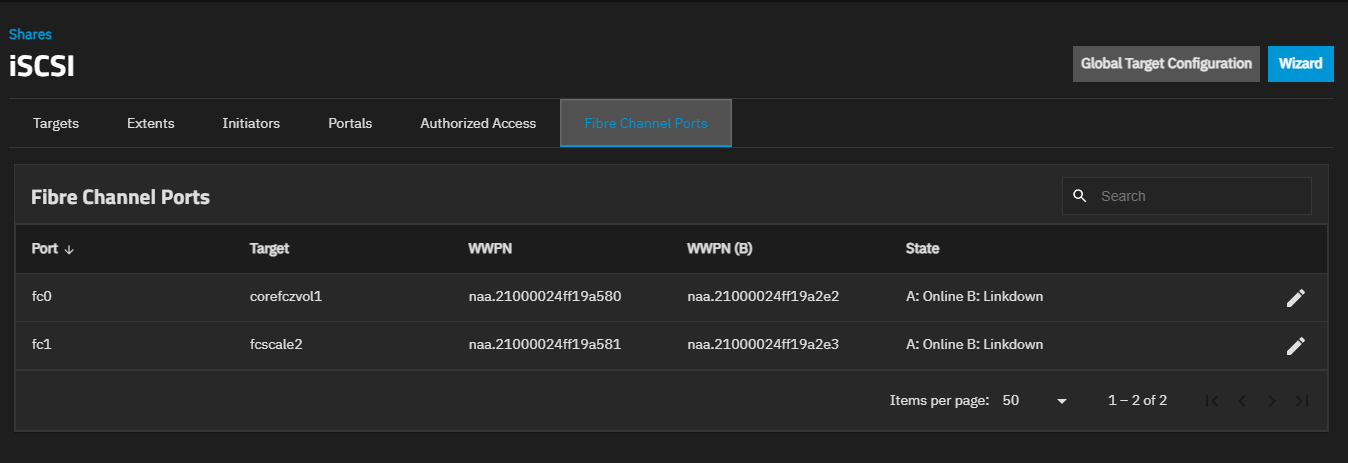 Shares
iSCSI
Global Target Configuration Wizard
Targets Extents Initiators Portals Authorized Access Fibre Channel Ports
Fibre Channel Ports
Search
Port Target WWPN WWPN (B) State
fc0 corefczvol1 naa.21000024ff19a580 naa.21000024ff19a2e2 A: Online B: Linkdown
fc1 fcscale2 naa.21000024ff19a581 naa.21000024ff19a2e3 A: Online B: Linkdown
Items per page: 50 1 – 2 of 2